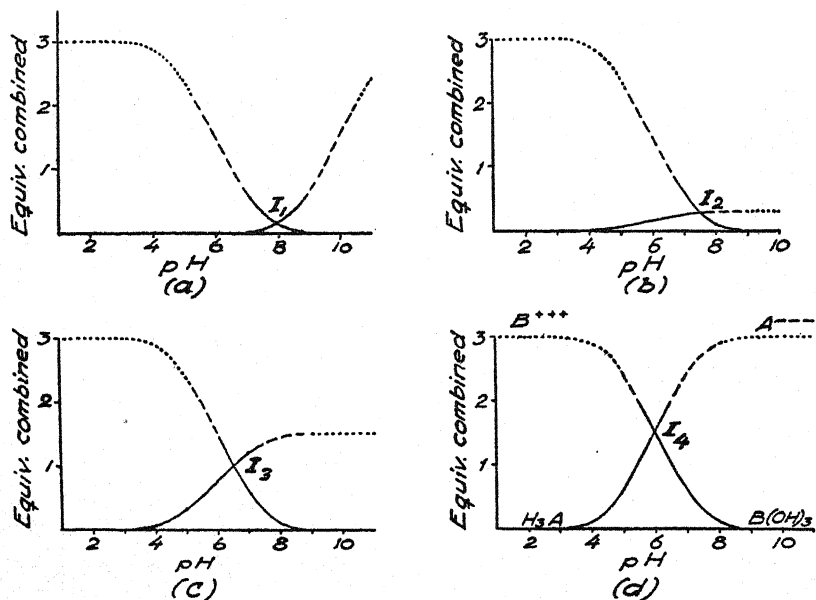 Equiv. combined
3
2
1
I₁
2 4 6 8 10
pH
(a)
Equiv. combined
3
2
1
I₂
2 4 6 8 10
pH
(b)
Equiv. combined
3
2
1
I₃
2 4 6 8 10
pH
(c)
Equiv. combined
B+++
A---
3
2
1
I₄
H₃A
B(OH)₃
2 4 6 8 10
pH
(d)